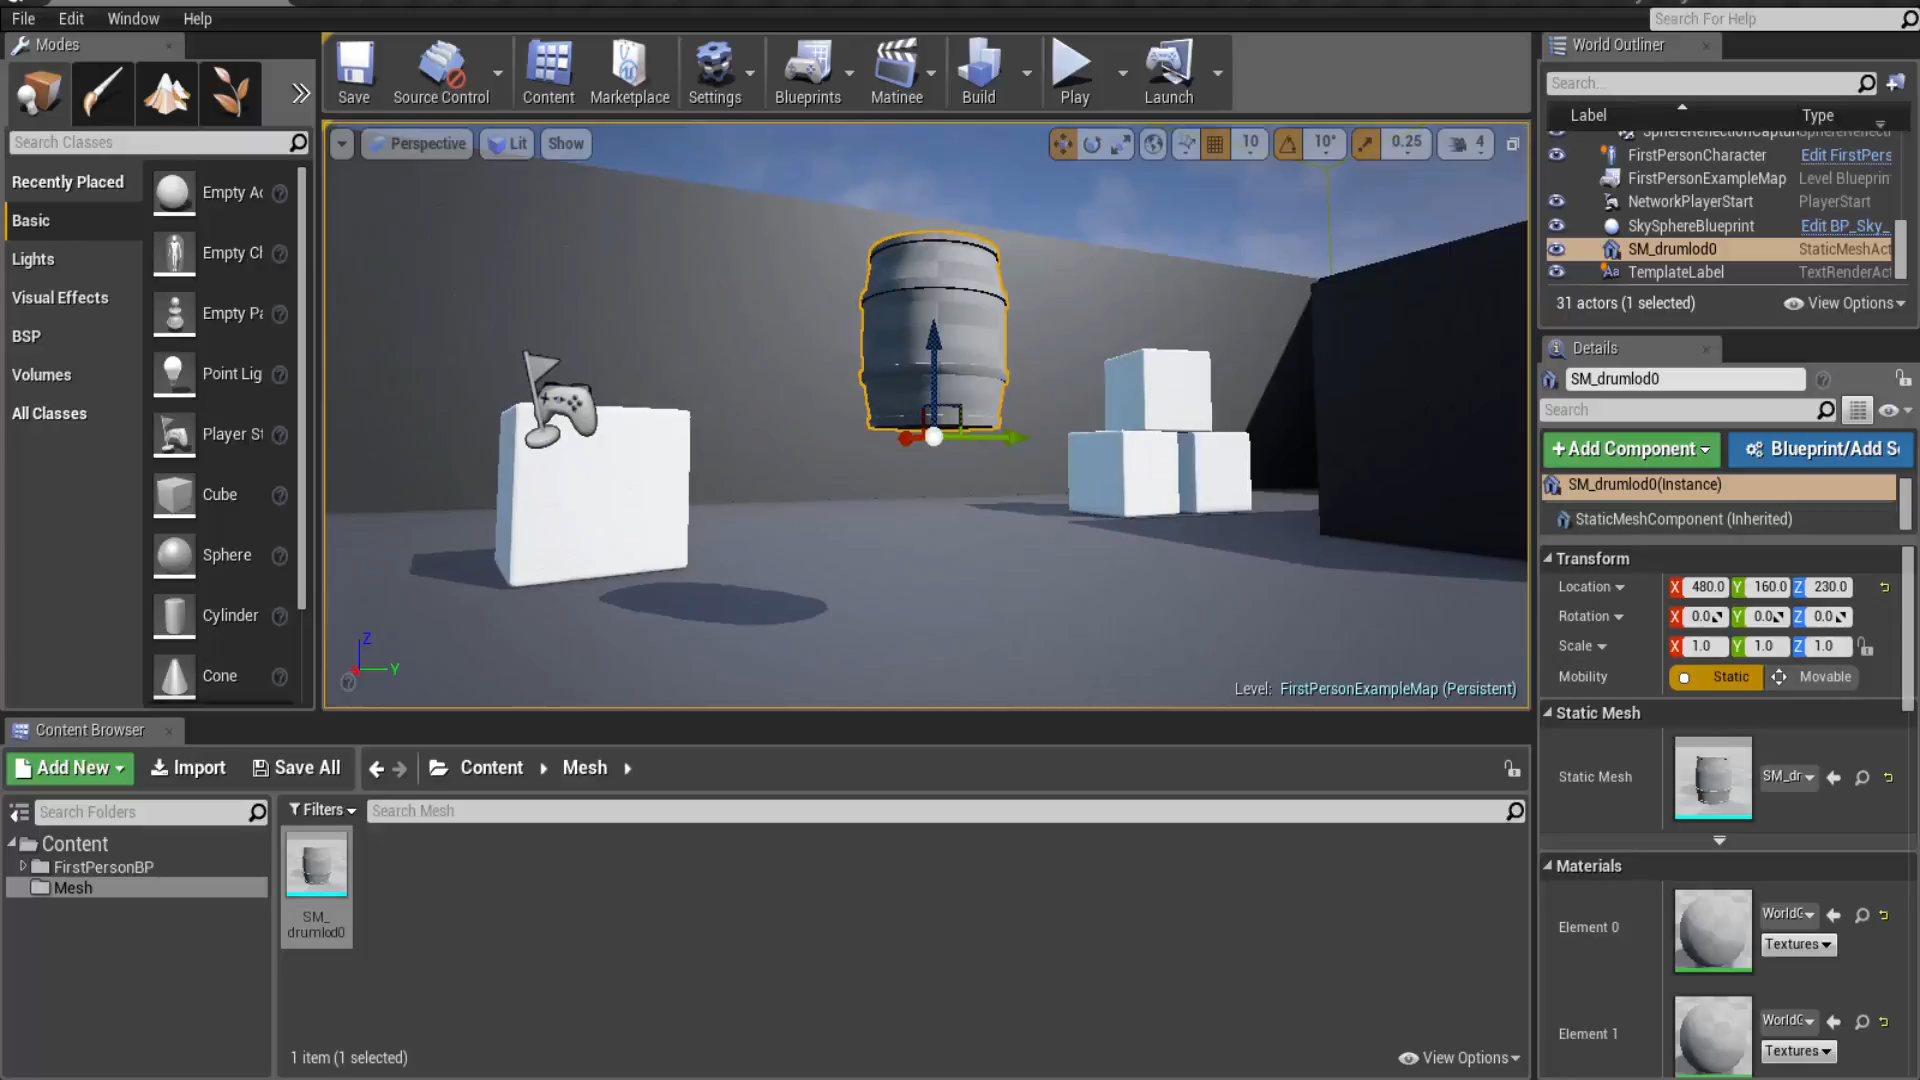 File Edit Window Help
Search For Help
Modes
Search Classes
Recently Placed
Basic
Lights
Visual Effects
BSP
Volumes
All Classes
Empty Ac
Empty Ch
Empty Pa
Point Lig
Player St
Cube
Sphere
Cylinder
Cone
Save
Source Control
Content
Marketplace
Settings
Blueprints
Matinee
Build
Play
Launch
Perspective Lit Show
10 10° 0.25 4
Z
Y
Level: FirstPersonExampleMap (Persistent)
World Outliner
Search...
Label Type
FirstPersonCharacter Edit FirstPers
FirstPersonExampleMap Level Blueprin
NetworkPlayerStart PlayerStart
SkySphereBlueprint Edit BP_Sky_
SM_drumlod0 StaticMeshAct
TemplateLabel TextRenderAct
31 actors (1 selected) View Options
Details
SM_drumlod0
Search
+Add Component Blueprint/Add S
SM_drumlod0(Instance)
StaticMeshComponent (Inherited)
Transform
Location X 480.0 Y 160.0 Z 230.0
Rotation X 0.0 Y 0.0 Z 0.0
Scale X 1.0 Y 1.0 Z 1.0
Mobility Static Movable
Static Mesh
Static Mesh SM_dr
Materials
Element 0 WorldG
Textures
Element 1 WorldG
Textures
Content Browser
Add New Import Save All Content Mesh
Search Folders
Filters Search Mesh
Content
FirstPersonBP
Mesh
SM_
drumlod0
1 item (1 selected) View Options